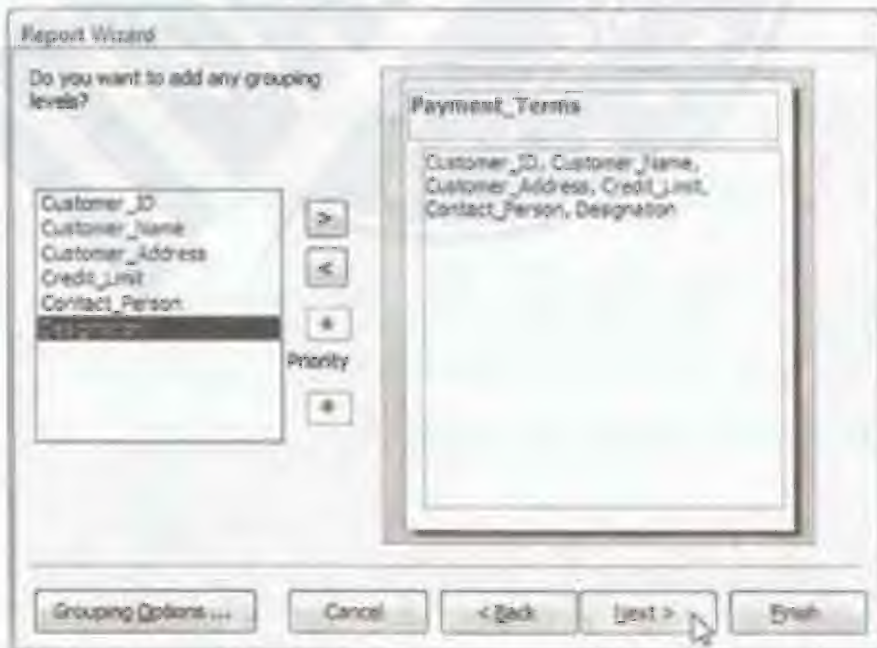 Report Wizard
Do you want to add any grouping
levels?
Customer_ID
Customer_Name
Customer_Address
Credit_Limit
Contact_Person
>
<
Priority
Payment_Terms
Customer_ID, Customer_Name,
Customer_Address, Credit_Limit,
Contact_Person, Designation
Grouping Options ...
Cancel
< Back
Next >
Finish